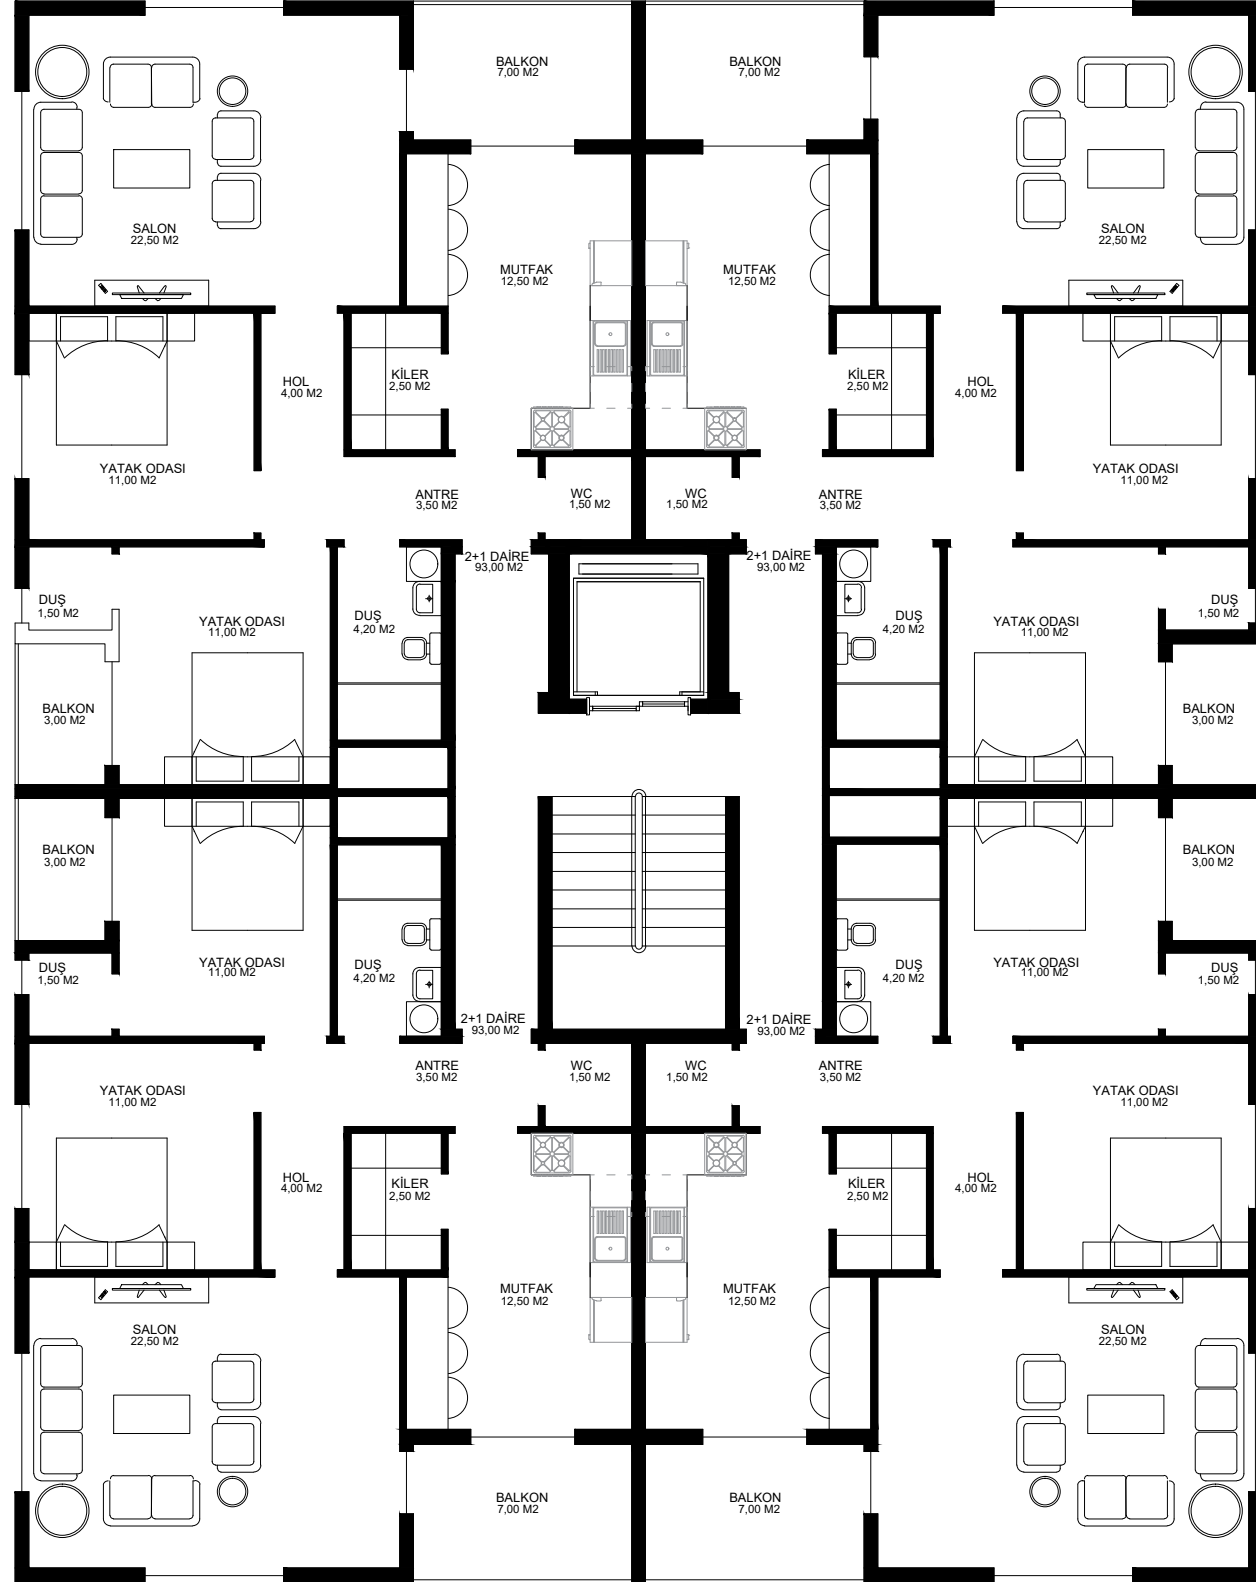 BALKON
7,00 M2
BALKON
7,00 M2
SALON
22,50 M2
SALON
22,50 M2
MUTFAK
12,50 M2
MUTFAK
12,50 M2
HOL
4,00 M2
KİLER
2,50 M2
KİLER
2,50 M2
HOL
4,00 M2
YATAK ODASI
11,00 M2
YATAK ODASI
11,00 M2
ANTRE
3,50 M2
WC
1,50 M2
WC
1,50 M2
ANTRE
3,50 M2
2+1 DAİRE
93,00 M2
2+1 DAİRE
93,00 M2
DUŞ
1,50 M2
YATAK ODASI
11,00 M2
DUŞ
4,20 M2
DUŞ
4,20 M2
YATAK ODASI
11,00 M2
DUŞ
1,50 M2
BALKON
3,00 M2
BALKON
3,00 M2
BALKON
3,00 M2
BALKON
3,00 M2
DUŞ
1,50 M2
YATAK ODASI
11,00 M2
DUŞ
4,20 M2
DUŞ
4,20 M2
YATAK ODASI
11,00 M2
DUŞ
1,50 M2
2+1 DAİRE
93,00 M2
2+1 DAİRE
93,00 M2
ANTRE
3,50 M2
WC
1,50 M2
WC
1,50 M2
ANTRE
3,50 M2
YATAK ODASI
11,00 M2
YATAK ODASI
11,00 M2
HOL
4,00 M2
KİLER
2,50 M2
KİLER
2,50 M2
HOL
4,00 M2
MUTFAK
12,50 M2
MUTFAK
12,50 M2
SALON
22,50 M2
SALON
22,50 M2
BALKON
7,00 M2
BALKON
7,00 M2